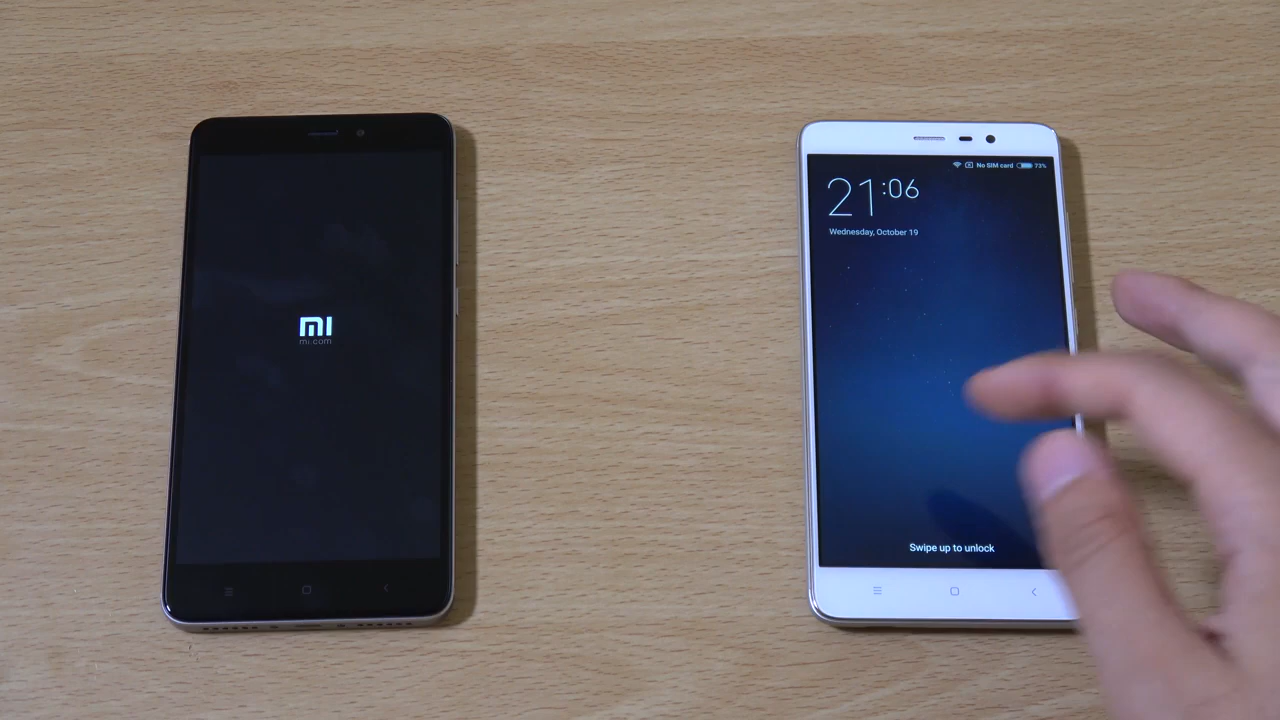 mi
mi.com
No SIM card 73%
21:06
Wednesday, October 19
Swipe up to unlock